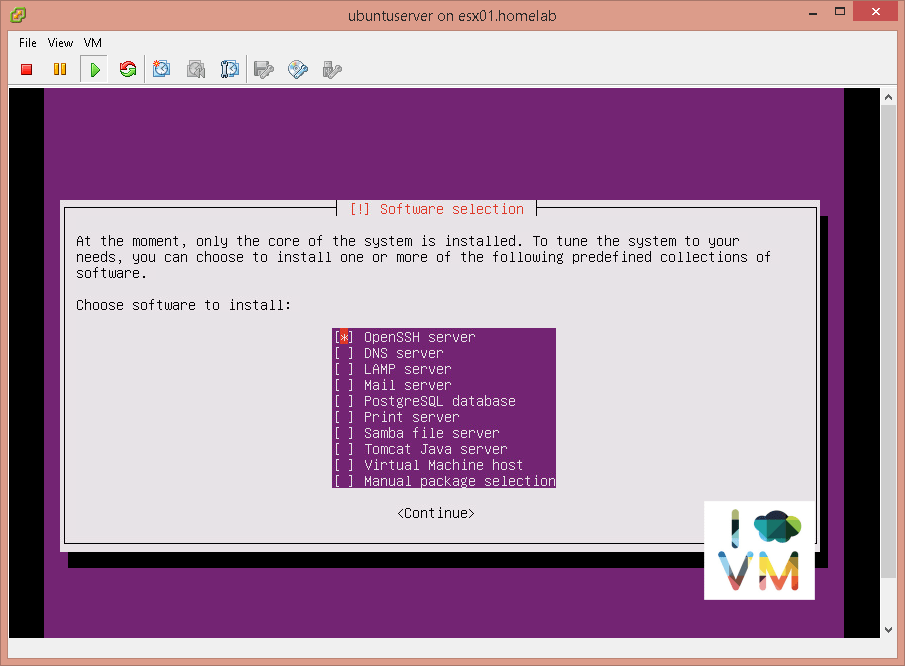 ubuntuserver on esx01.homelab
File View VM
[!] Software selection
At the moment, only the core of the system is installed. To tune the system to your
needs, you can choose to install one or more of the following predefined collections of
software.
Choose software to install:
[*] OpenSSH server
[ ] DNS server
[ ] LAMP server
[ ] Mail server
[ ] PostgreSQL database
[ ] Print server
[ ] Samba file server
[ ] Tomcat Java server
[ ] Virtual Machine host
[ ] Manual package selection
<Continue>
I
VM